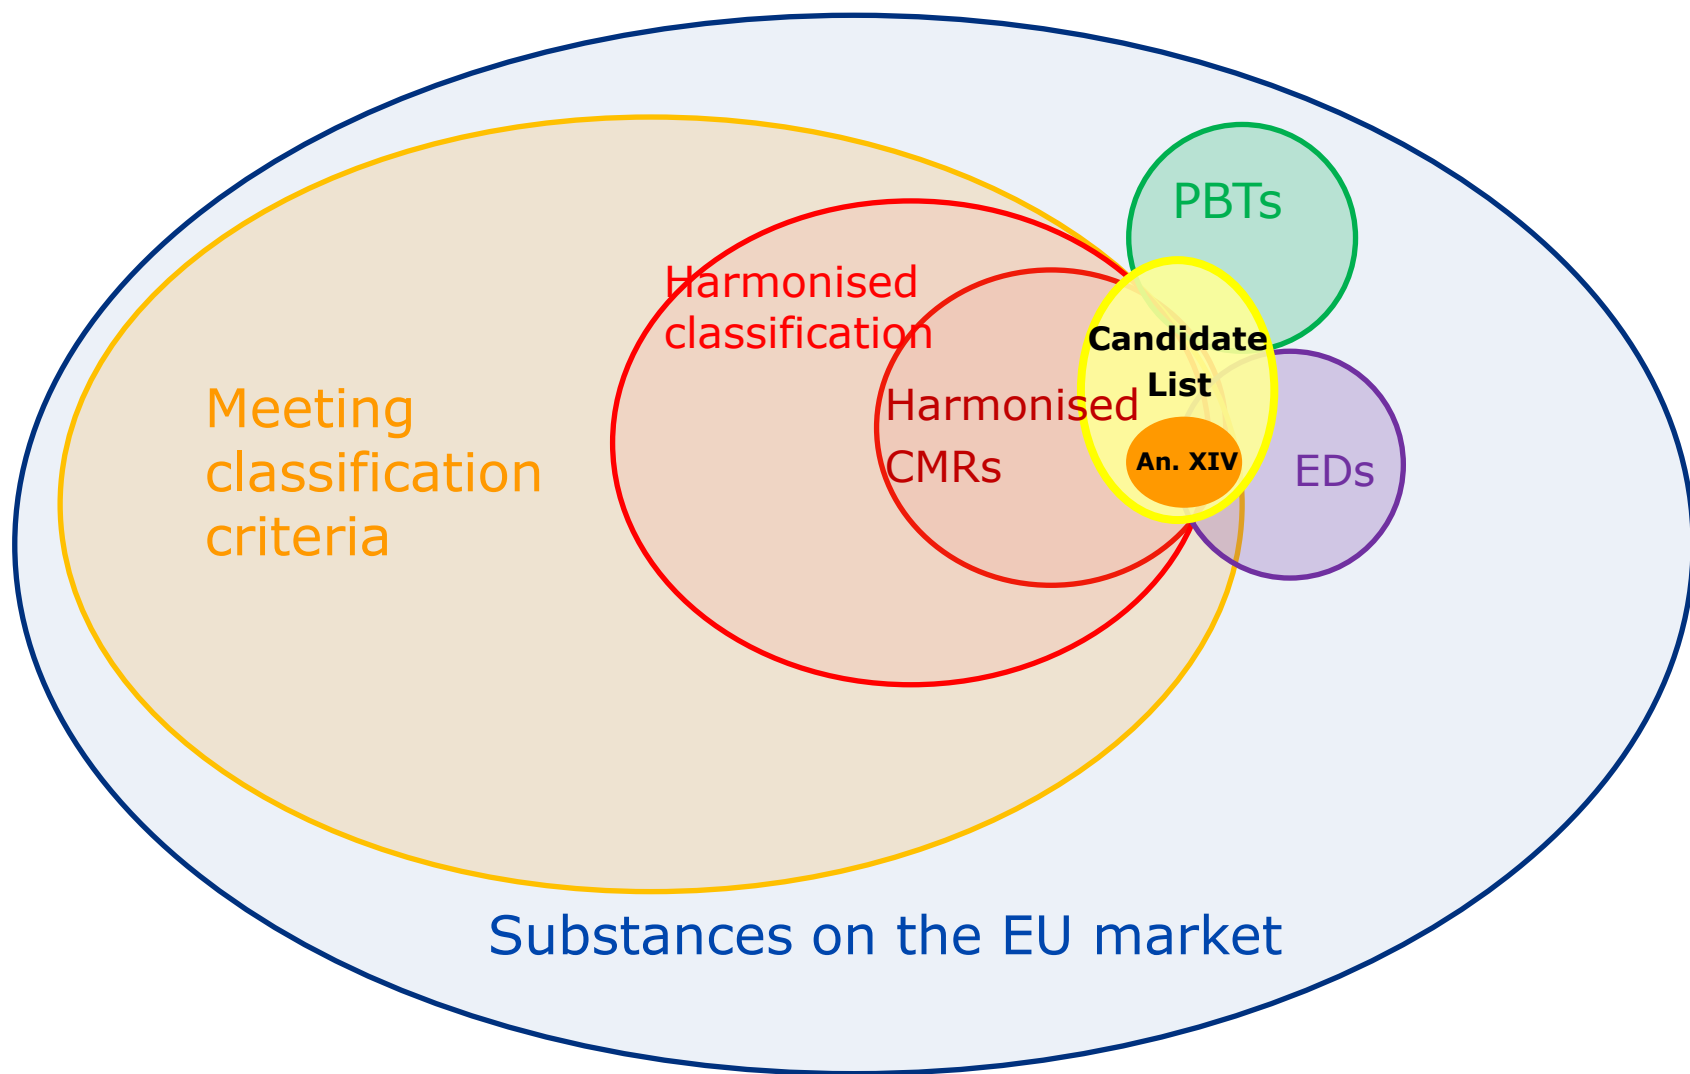 PBTs
Harmonised
classification
Candidate
List
Meeting
classification
criteria
Harmonised
CMRs
An. XIV
EDs
Substances on the EU market